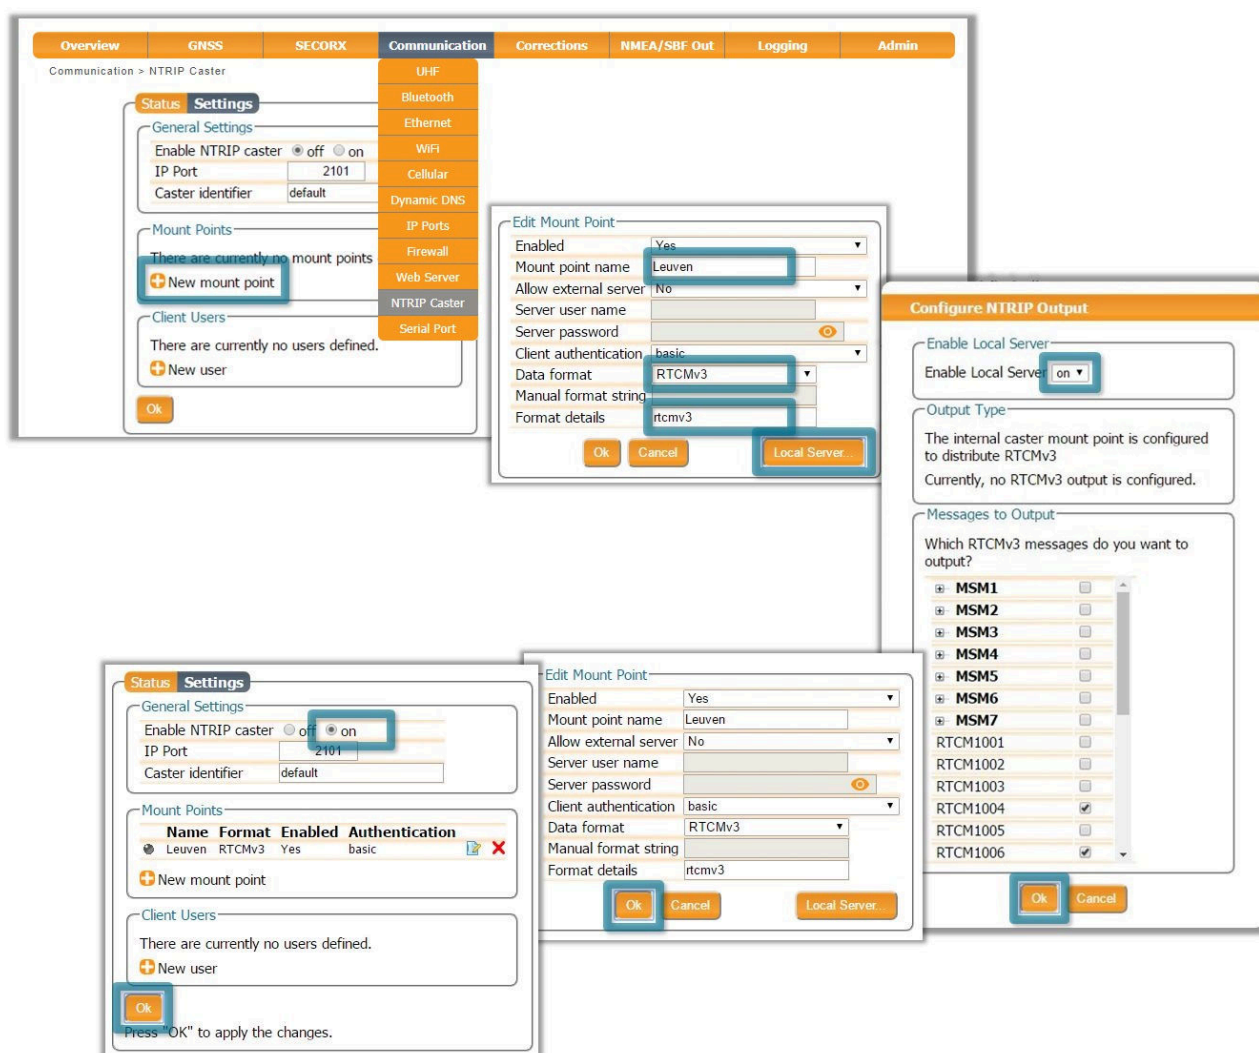 Overview GNSS SECORX Communication Corrections NMEA/SBF Out Logging Admin
Communication > NTRIP Caster
UHF
Bluetooth
Ethernet
WiFi
Cellular
Dynamic DNS
IP Ports
Firewall
Web Server
NTRIP Caster
Serial Port
Status Settings
General Settings
Enable NTRIP caster off on
IP Port 2101
Caster identifier default
Mount Points
There are currently no mount points
New mount point
Client Users
There are currently no users defined.
New user
Ok
Edit Mount Point
Enabled Yes
Mount point name Leuven
Allow external server No
Server user name
Server password
Client authentication basic
Data format RTCMv3
Manual format string
Format details rtcmv3
Ok Cancel Local Server...
Configure NTRIP Output
Enable Local Server
Enable Local Server on
Output Type
The internal caster mount point is configured
to distribute RTCMv3
Currently, no RTCMv3 output is configured.
Messages to Output
Which RTCMv3 messages do you want to
output?
MSM1
MSM2
MSM3
MSM4
MSM5
MSM6
MSM7
RTCM1001
RTCM1002
RTCM1003
RTCM1004
RTCM1005
RTCM1006
Ok Cancel
Edit Mount Point
Enabled Yes
Mount point name Leuven
Allow external server No
Server user name
Server password
Client authentication basic
Data format RTCMv3
Manual format string
Format details rtcmv3
Ok Cancel Local Server...
Status Settings
General Settings
Enable NTRIP caster off on
IP Port 2101
Caster identifier default
Mount Points
Name Format Enabled Authentication
Leuven RTCMv3 Yes basic
New mount point
Client Users
There are currently no users defined.
New user
Ok
Press "OK" to apply the changes.